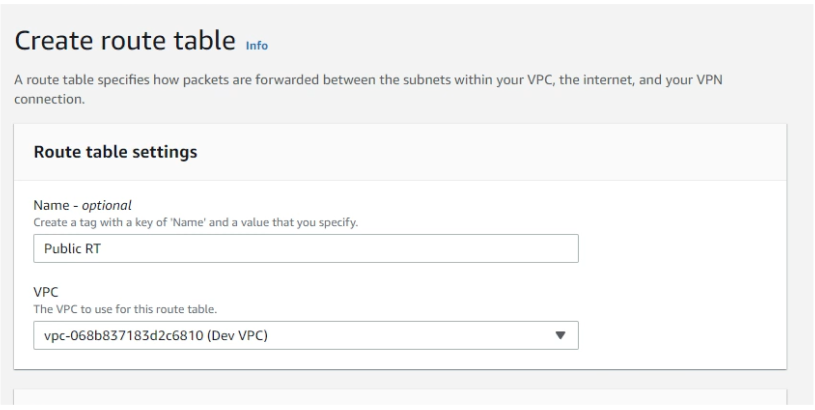 Create route table Info
A route table specifies how packets are forwarded between the subnets within your VPC, the internet, and your VPN
connection.
Route table settings
Name - optional
Create a tag with a key of 'Name' and a value that you specify.
Public RT
VPC
The VPC to use for this route table.
vpc-068b837183d2c6810 (Dev VPC)